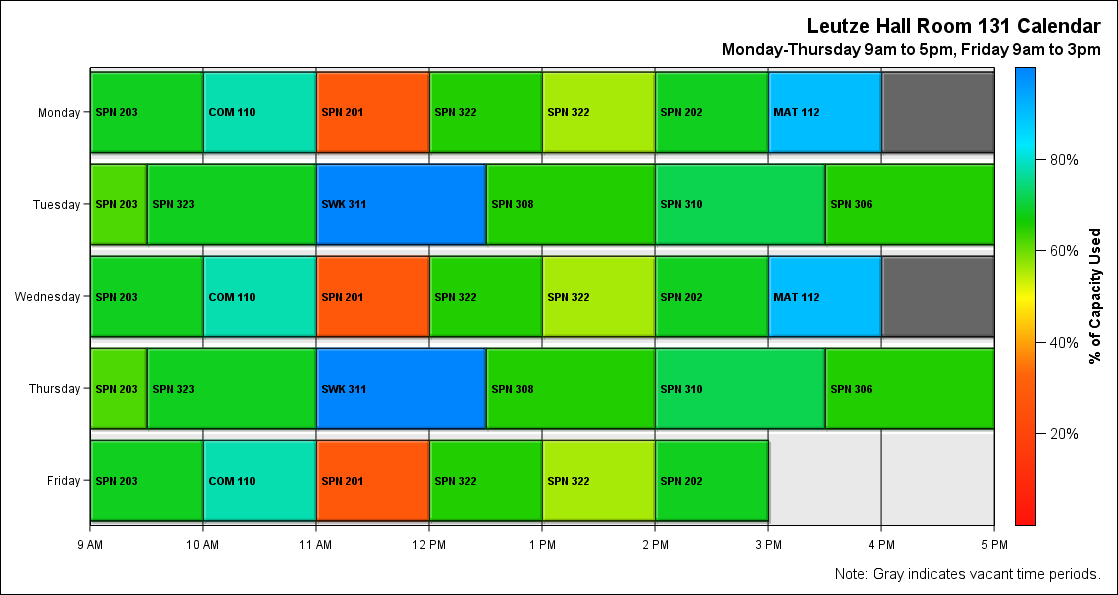 Leutze Hall Room 131 Calendar
Monday-Thursday 9am to 5pm, Friday 9am to 3pm
Monday SPN 203 COM 110 SPN 201 SPN 322 SPN 322 SPN 202 MAT 112
Tuesday SPN 203 SPN 323 SWK 311 SPN 308 SPN 310 SPN 306
Wednesday SPN 203 COM 110 SPN 201 SPN 322 SPN 322 SPN 202 MAT 112
Thursday SPN 203 SPN 323 SWK 311 SPN 308 SPN 310 SPN 306
Friday SPN 203 COM 110 SPN 201 SPN 322 SPN 322 SPN 202
9 AM 10 AM 11 AM 12 PM 1 PM 2 PM 3 PM 4 PM 5 PM
80%
60%
40%
20%
% of Capacity Used
Note: Gray indicates vacant time periods.